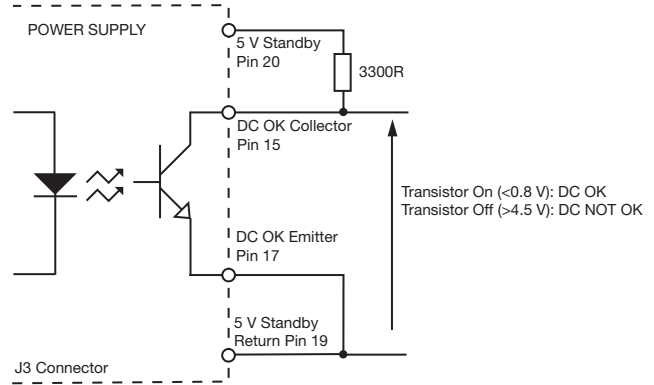 POWER SUPPLY
5 V Standby
Pin 20
3300R
DC OK Collector
Pin 15
Transistor On (<0.8 V): DC OK
Transistor Off (>4.5 V): DC NOT OK
DC OK Emitter
Pin 17
5 V Standby
Return Pin 19
J3 Connector